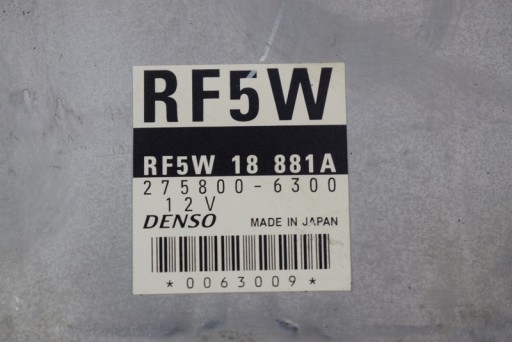 RF5W
RF5W 18 881A
275800-6300
12V
DENSO MADE IN JAPAN
*0063009*